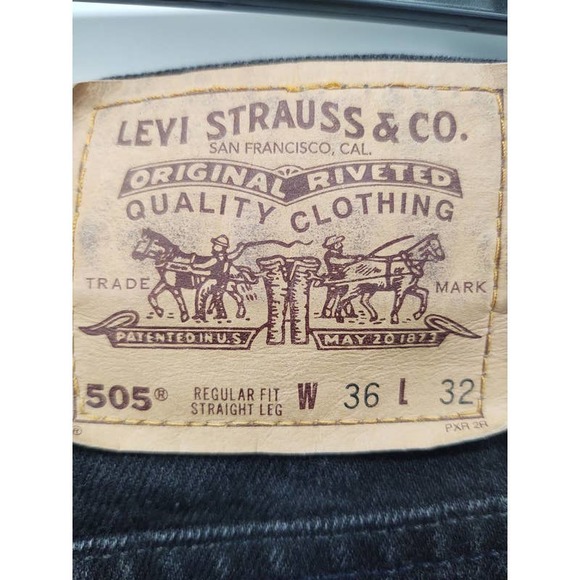 LEVI STRAUSS & CO.
SAN FRANCISCO, CAL.
ORIGINAL RIVETED
QUALITY CLOTHING
TRADE MARK
PATENTED IN U.S. MAY 20 1873
505® REGULAR FIT STRAIGHT LEG W 36 L 32
® PXR 2R